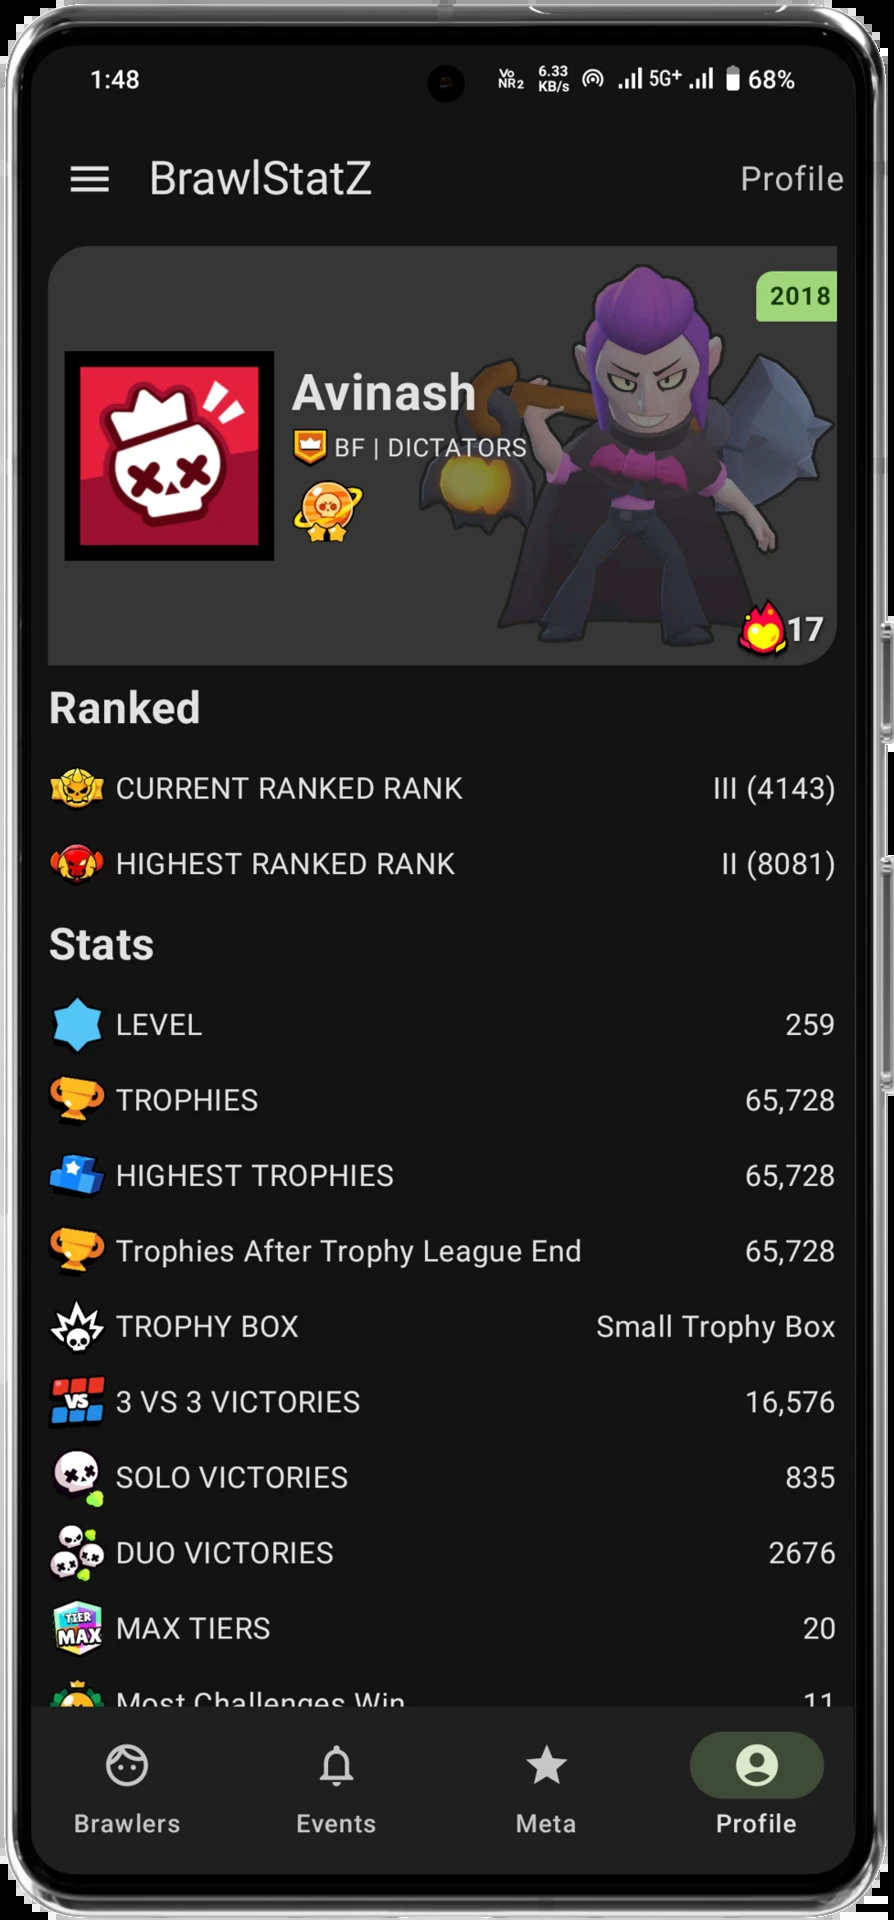 1:48
Vo NR2
6.33 KB/s
5G+
68%
BrawlStatZ
Profile
2018
Avinash
BF | DICTATORS
17
Ranked
CURRENT RANKED RANK III (4143)
HIGHEST RANKED RANK II (8081)
Stats
LEVEL 259
TROPHIES 65,728
HIGHEST TROPHIES 65,728
Trophies After Trophy League End 65,728
TROPHY BOX Small Trophy Box
VS
3 VS 3 VICTORIES 16,576
SOLO VICTORIES 835
DUO VICTORIES 2676
TIER
MAX
MAX TIERS 20
Most Challenges Win 11
Brawlers
Events
Meta
Profile